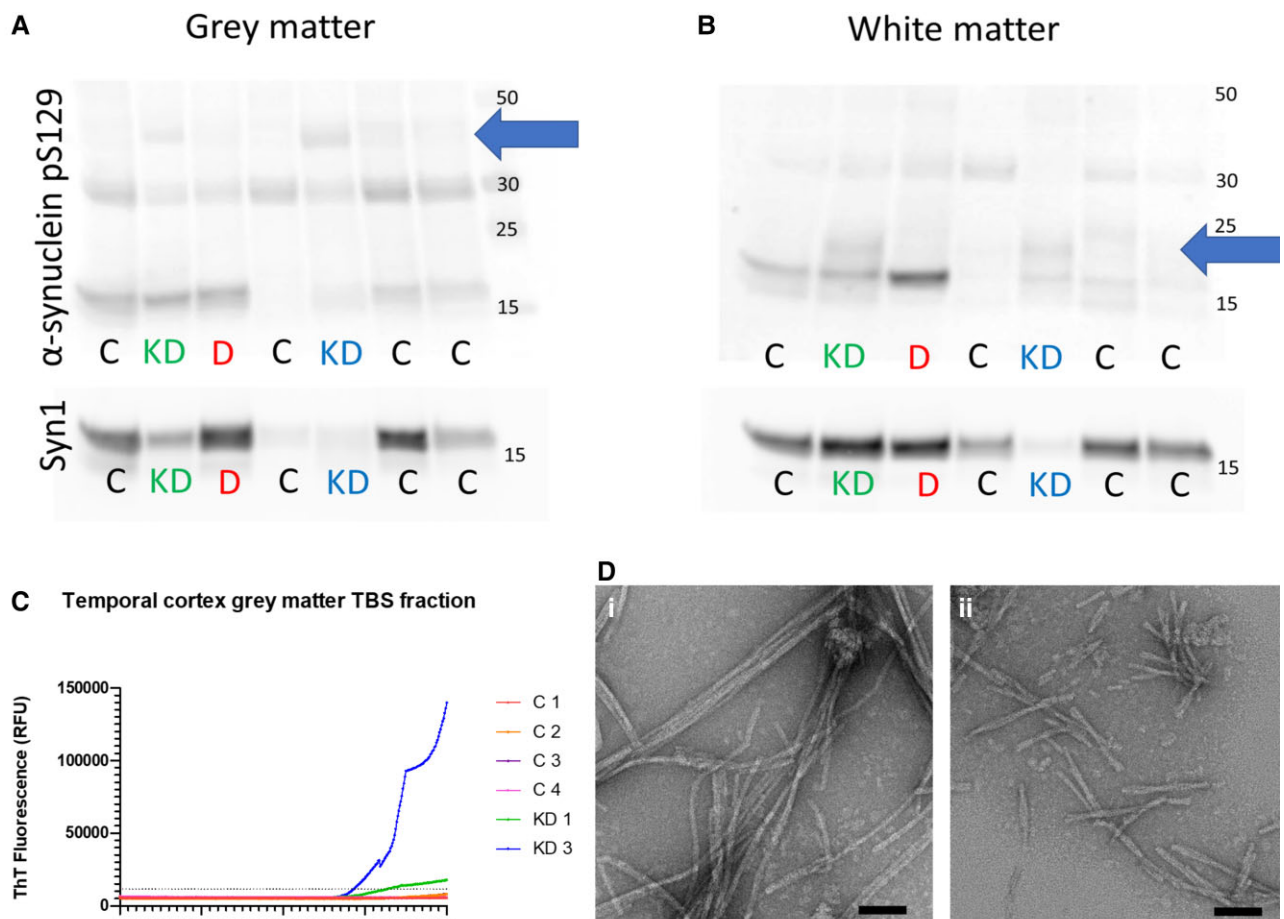 A
Grey matter
α-synuclein pS129
50
30
25
15
C KD D C KD C C
Syn1
15
C KD D C KD C C
B
White matter
50
30
25
15
C KD D C KD C C
15
C KD D C KD C C
C
Temporal cortex grey matter TBS fraction
ThT Fluorescence (RFU)
150000
100000
50000
0
C 1
C 2
C 3
C 4
KD 1
KD 3
D
i
ii